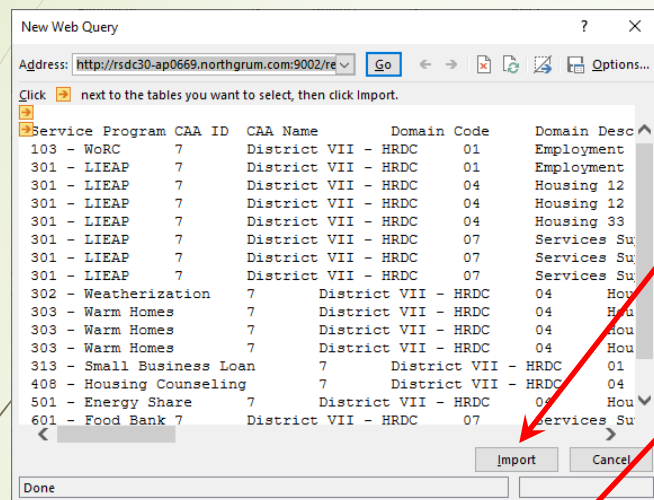 New Web Query ? ×
Address: http://rsdc30-ap0669.northgrum.com:9002/re Go Options...
Click next to the tables you want to select, then click Import.
Service Program CAA ID CAA Name Domain Code Domain Desc
103 - WoRC 7 District VII - HRDC 01 Employment
301 - LIEAP 7 District VII - HRDC 01 Employment
301 - LIEAP 7 District VII - HRDC 04 Housing 12
301 - LIEAP 7 District VII - HRDC 04 Housing 12
301 - LIEAP 7 District VII - HRDC 04 Housing 33
301 - LIEAP 7 District VII - HRDC 07 Services Su
301 - LIEAP 7 District VII - HRDC 07 Services Su
301 - LIEAP 7 District VII - HRDC 07 Services Su
302 - Weatherization 7 District VII - HRDC 04 Hou
303 - Warm Homes 7 District VII - HRDC 04 Hou
303 - Warm Homes 7 District VII - HRDC 04 Hou
303 - Warm Homes 7 District VII - HRDC 04 Hou
313 - Small Business Loan 7 District VII - HRDC 01
408 - Housing Counseling 7 District VII - HRDC 04
501 - Energy Share 7 District VII - HRDC 04 Hou
601 - Food Bank 7 District VII - HRDC 07 Services Su
Import Cancel
Done